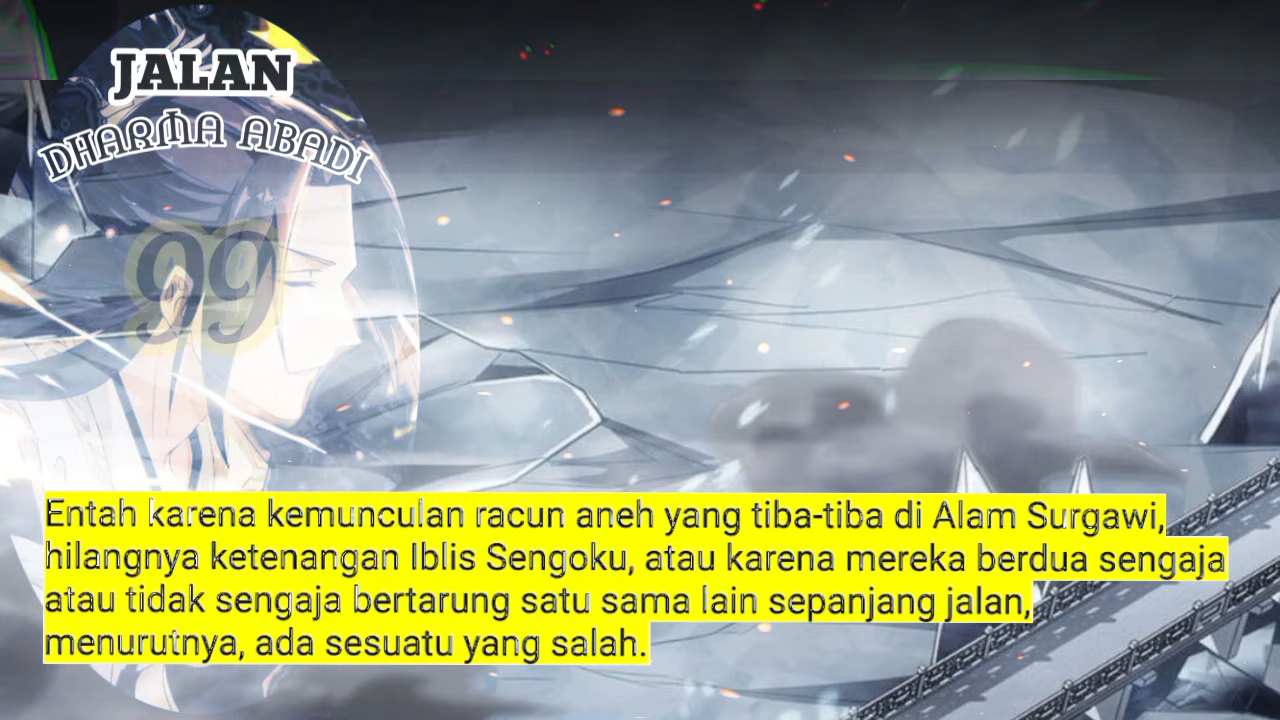 JALAN
DHARMA ABADI
99
Entah karena kemunculan racun aneh yang tiba-tiba di Alam Surgawi,
hilangnya ketenangan Iblis Sengoku, atau karena mereka berdua sengaja
atau tidak sengaja bertarung satu sama lain sepanjang jalan,
menurutnya, ada sesuatu yang salah.